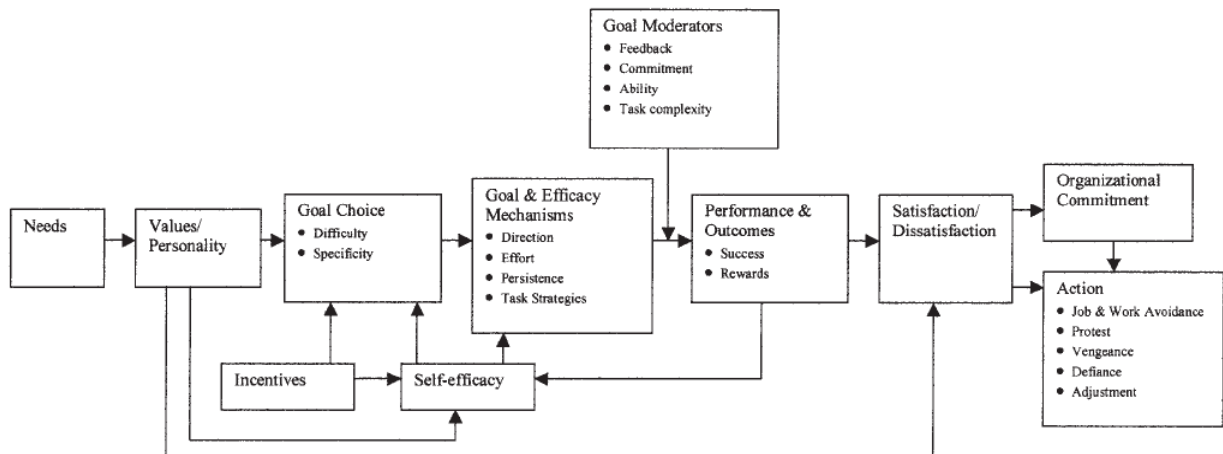 Goal Moderators
• Feedback
• Commitment
• Ability
• Task complexity
Needs
Values/
Personality
Goal Choice
• Difficulty
• Specificity
Goal & Efficacy
Mechanisms
• Direction
• Effort
• Persistence
• Task Strategies
Performance &
Outcomes
• Success
• Rewards
Satisfaction/
Dissatisfaction
Organizational
Commitment
Action
• Job & Work Avoidance
• Protest
• Vengeance
• Defiance
• Adjustment
Incentives
Self-efficacy